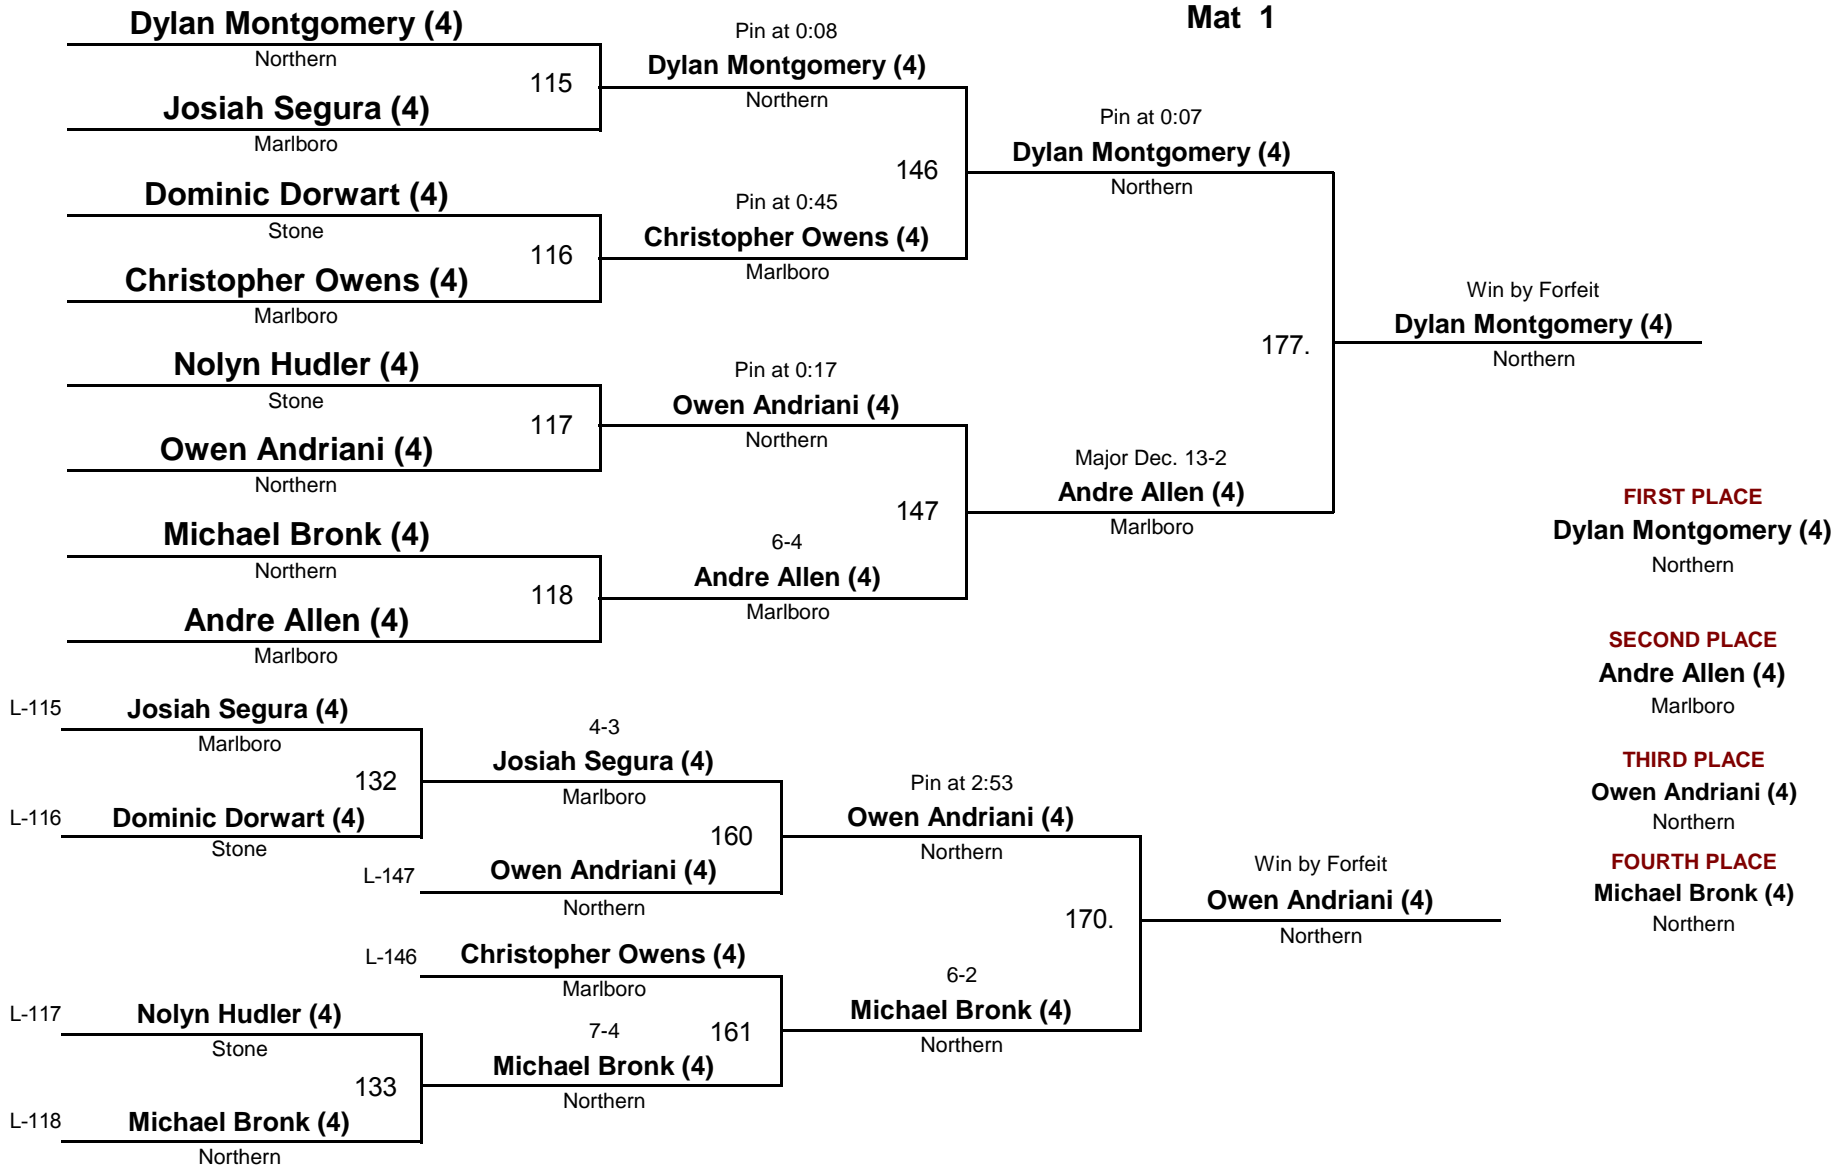 Mat 1
Dylan Montgomery (4)
Northern
115
Josiah Segura (4)
Marlboro
Dominic Dorwart (4)
Stone
116
Christopher Owens (4)
Marlboro
Nolyn Hudler (4)
Stone
117
Owen Andriani (4)
Northern
Michael Bronk (4)
Northern
118
Andre Allen (4)
Marlboro
Pin at 0:08
Dylan Montgomery (4)
Northern
146
Pin at 0:45
Christopher Owens (4)
Marlboro
Pin at 0:17
Owen Andriani (4)
Northern
147
6-4
Andre Allen (4)
Marlboro
Pin at 0:07
Dylan Montgomery (4)
Northern
177.
Major Dec. 13-2
Andre Allen (4)
Marlboro
Win by Forfeit
Dylan Montgomery (4)
Northern
FIRST PLACE
Dylan Montgomery (4)
Northern
SECOND PLACE
Andre Allen (4)
Marlboro
THIRD PLACE
Owen Andriani (4)
Northern
FOURTH PLACE
Michael Bronk (4)
Northern
L-115 Josiah Segura (4)
Marlboro
132
L-116 Dominic Dorwart (4)
Stone
4-3
Josiah Segura (4)
Marlboro
160
L-147 Owen Andriani (4)
Northern
L-146 Christopher Owens (4)
Marlboro
161
L-117 Nolyn Hudler (4)
Stone
133
L-118 Michael Bronk (4)
Northern
7-4
Michael Bronk (4)
Northern
Pin at 2:53
Owen Andriani (4)
Northern
170.
6-2
Michael Bronk (4)
Northern
Win by Forfeit
Owen Andriani (4)
Northern